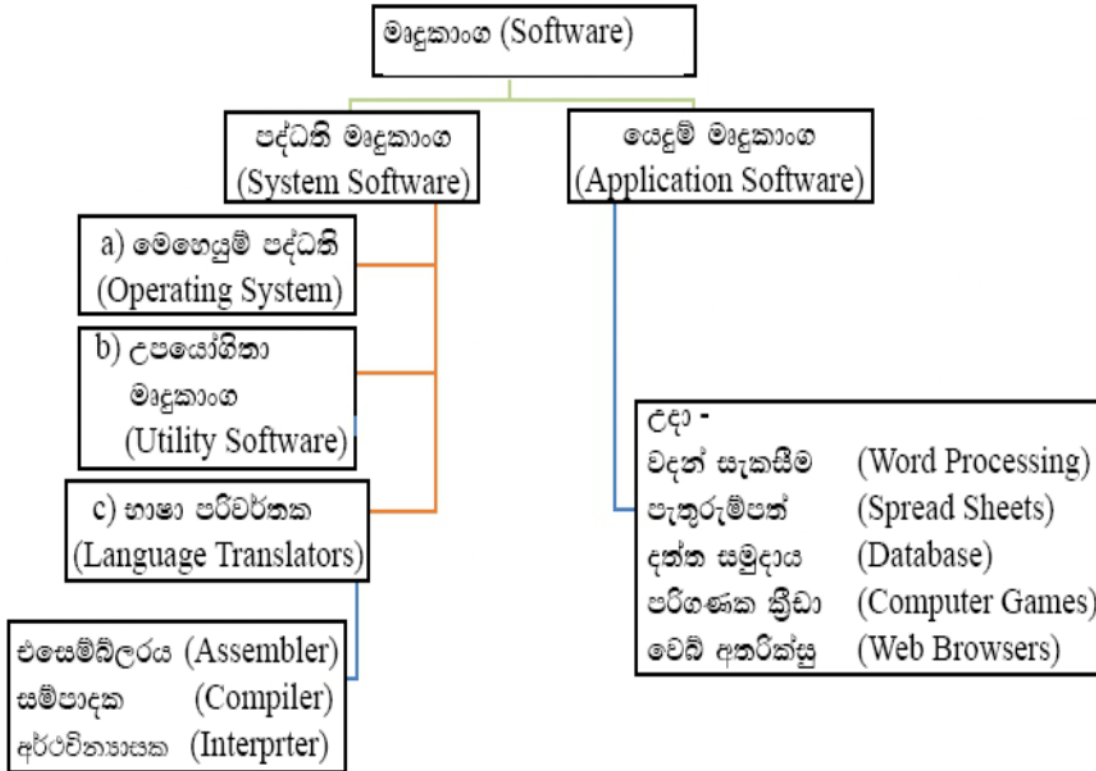 මෘදුකාංග (Software)
පද්ධති මෘදුකාංග
(System Software)
යෙදුම් මෘදුකාංග
(Application Software)
a) මෙහෙයුම් පද්ධති
(Operating System)
b) උපයෝගිතා
මෘදුකාංග
(Utility Software)
c) භාෂා පරිවර්තක
(Language Translators)
එසෙම්බ්ලරය (Assembler)
සම්පාදක (Compiler)
අර්ථවින්‍යාසක (Interprter)
උදා -
වදන් සැකසීම (Word Processing)
පැතුරුම්පත් (Spread Sheets)
දත්ත සමුදාය (Database)
පරිගණක ක්‍රීඩා (Computer Games)
වෙබ් අතරික්සු (Web Browsers)